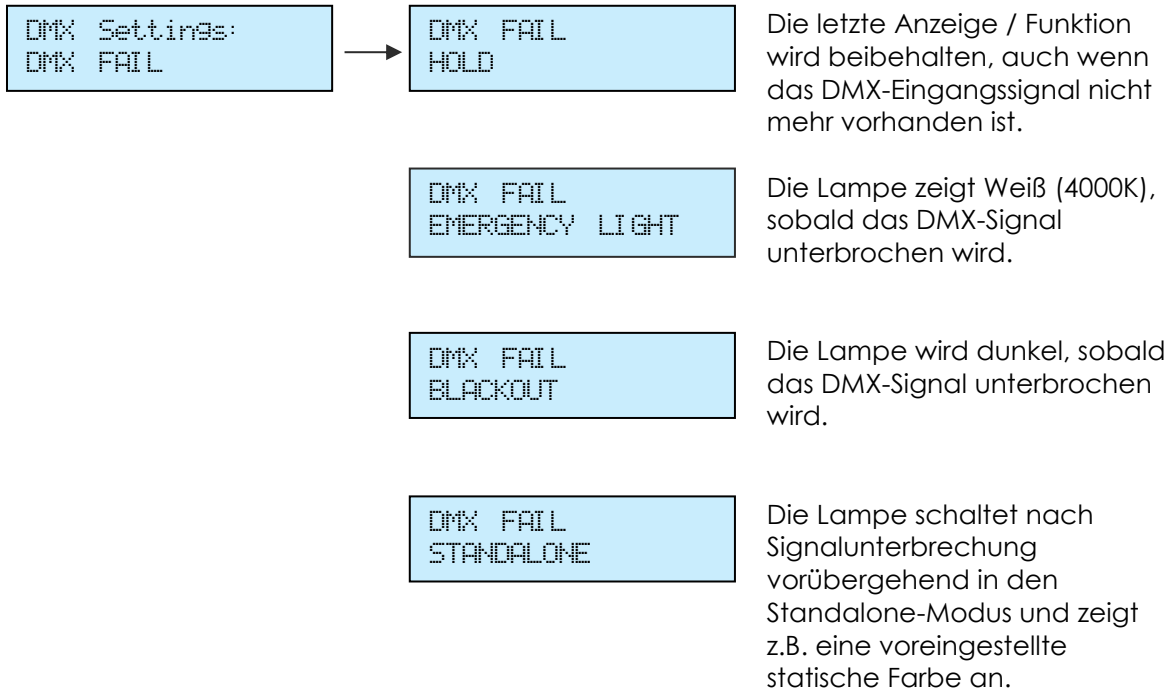 DMX Settings:
DMX FAIL
DMX FAIL
HOLD
Die letzte Anzeige / Funktion
wird beibehalten, auch wenn
das DMX-Eingangssignal nicht
mehr vorhanden ist.
DMX FAIL
EMERGENCY LIGHT
Die Lampe zeigt Weiß (4000K),
sobald das DMX-Signal
unterbrochen wird.
DMX FAIL
BLACKOUT
Die Lampe wird dunkel, sobald
das DMX-Signal unterbrochen
wird.
DMX FAIL
STANDALONE
Die Lampe schaltet nach
Signalunterbrechung
vorübergehend in den
Standalone-Modus und zeigt
z.B. eine voreingestellte
statische Farbe an.